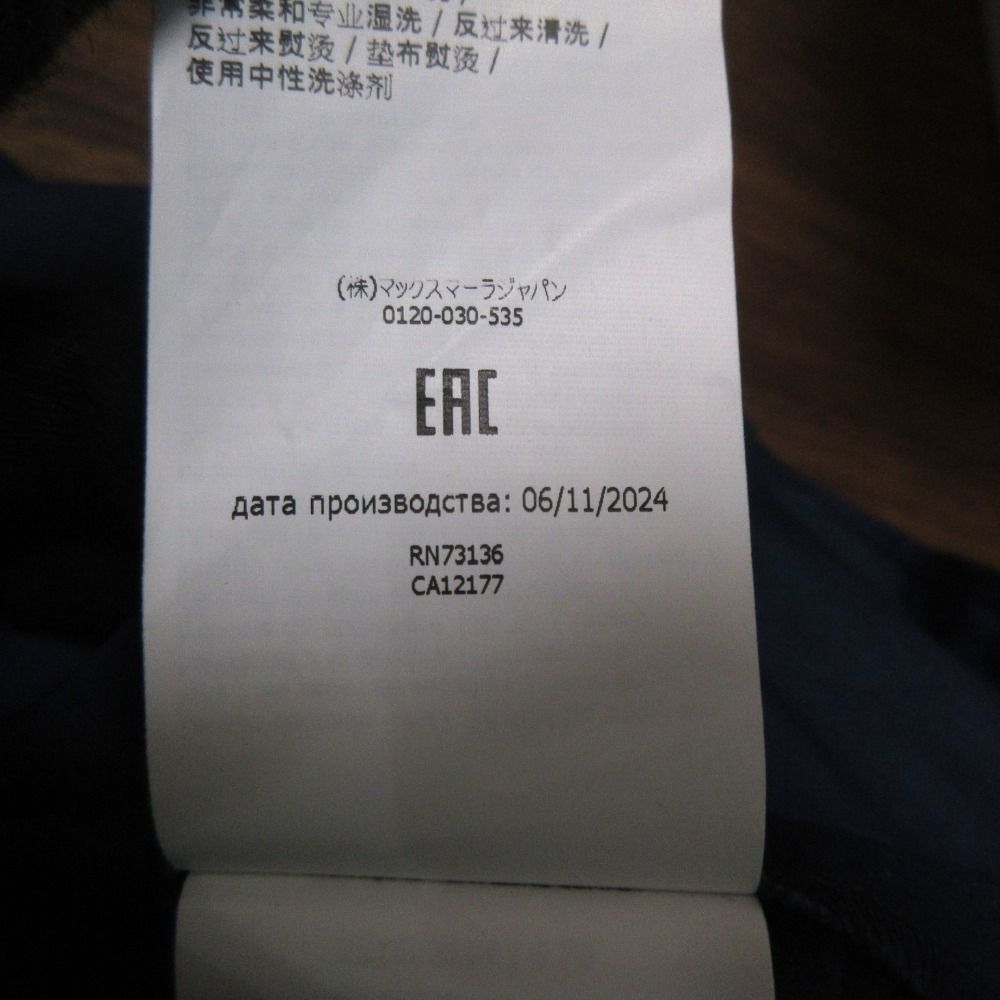 非常柔和专业湿洗 / 反过来清洗 /
反过来熨烫 / 垫布熨烫 /
使用中性洗涤剂
(株)マックスマーラジャパン
0120-030-535
EAC
дата производства: 06/11/2024
RN73136
CA12177